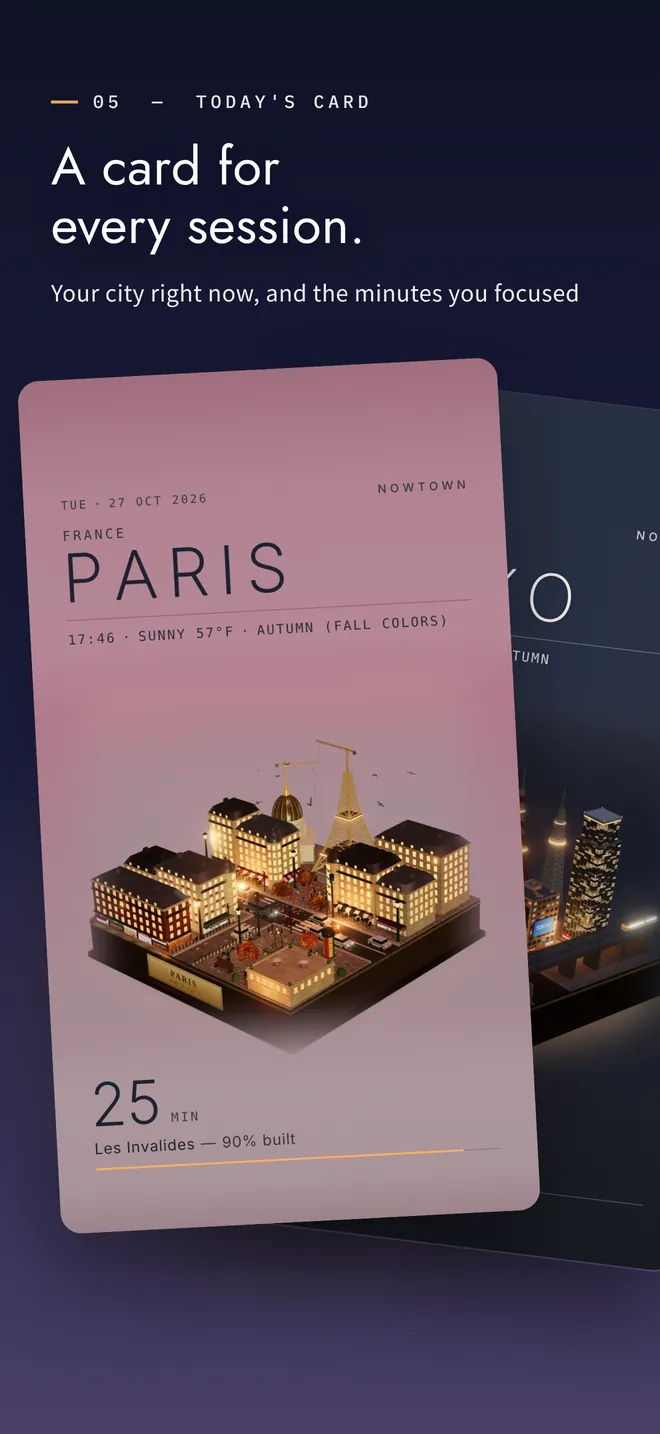 05 — TODAY'S CARD
A card for
every session.
Your city right now, and the minutes you focused
TUE · 27 OCT 2026
NOWTOWN
FRANCE
PARIS
17:46 · SUNNY 57°F · AUTUMN (FALL COLORS)
PARIS
25 MIN
Les Invalides — 90% built
NO
YO
TUMN